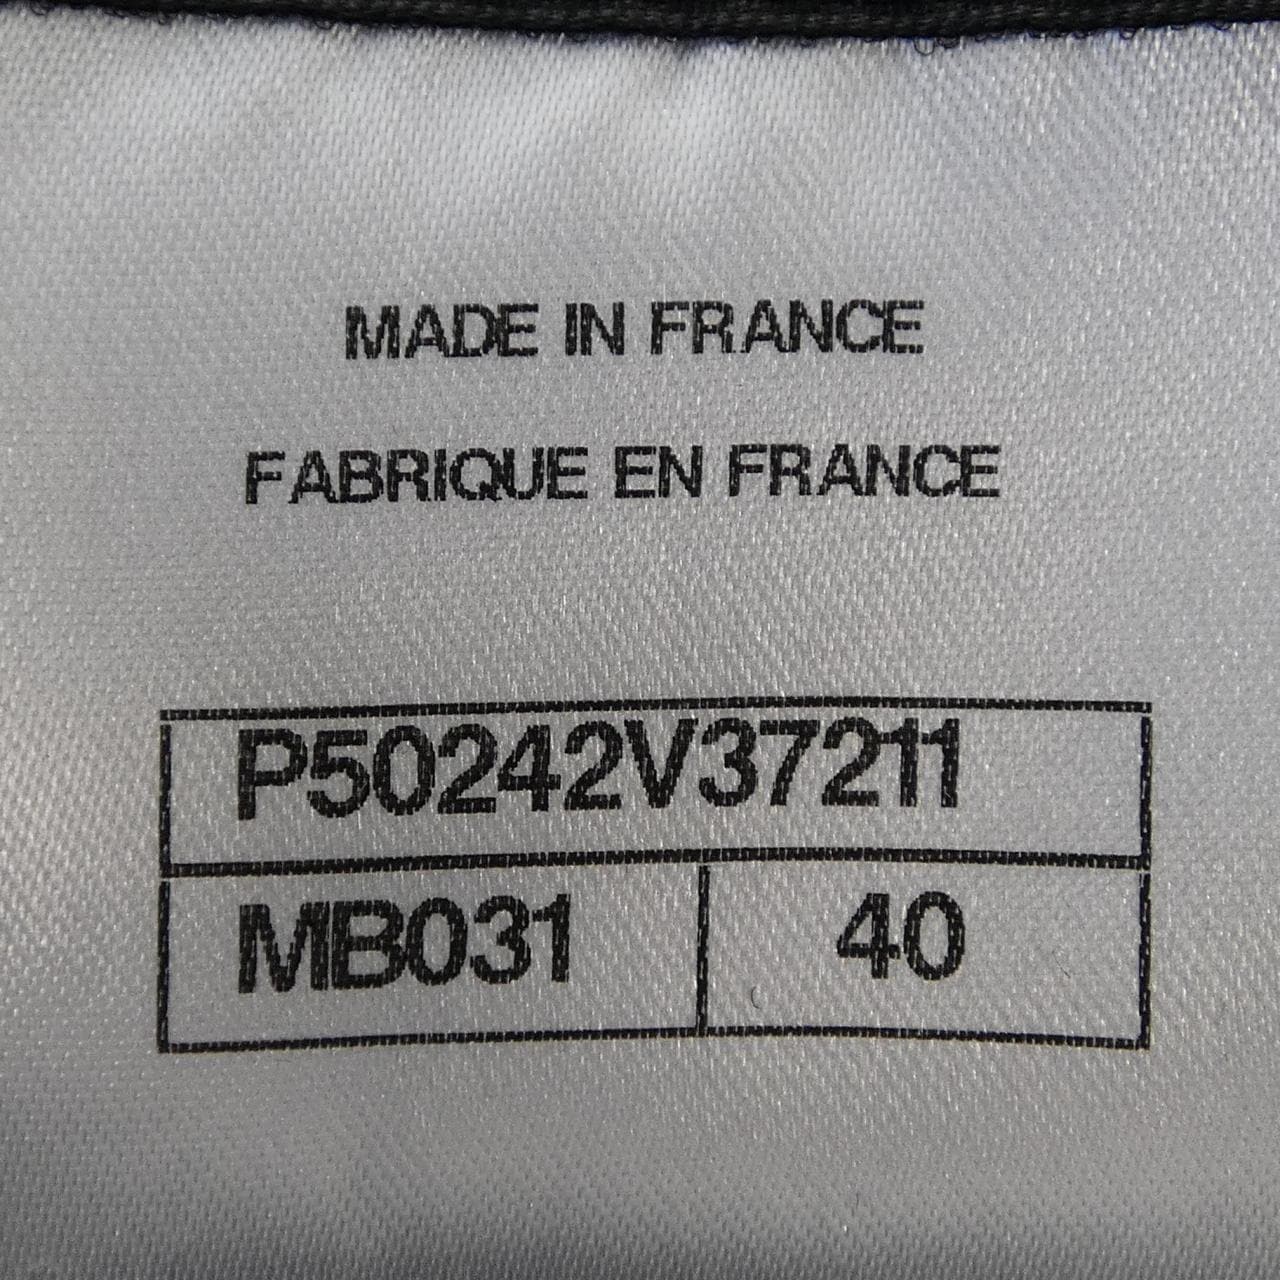 MADE IN FRANCE
FABRIQUE EN FRANCE
P50242V37211
MB031 40